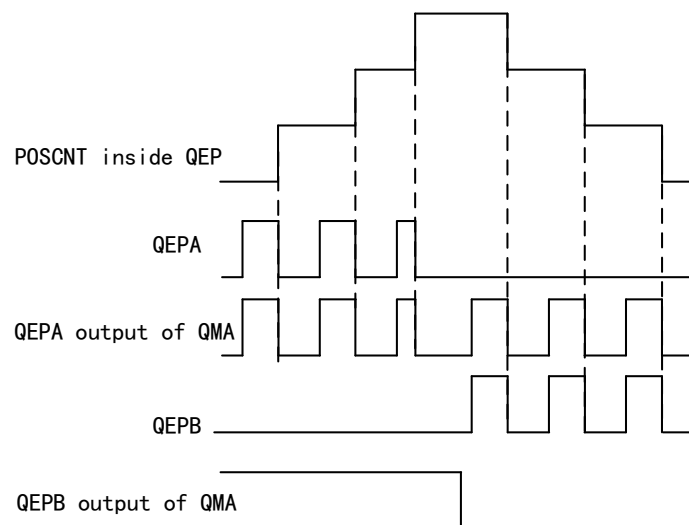 POSCNT inside QEP
QEPA
QEPA output of QMA
QEPB
QEPB output of QMA